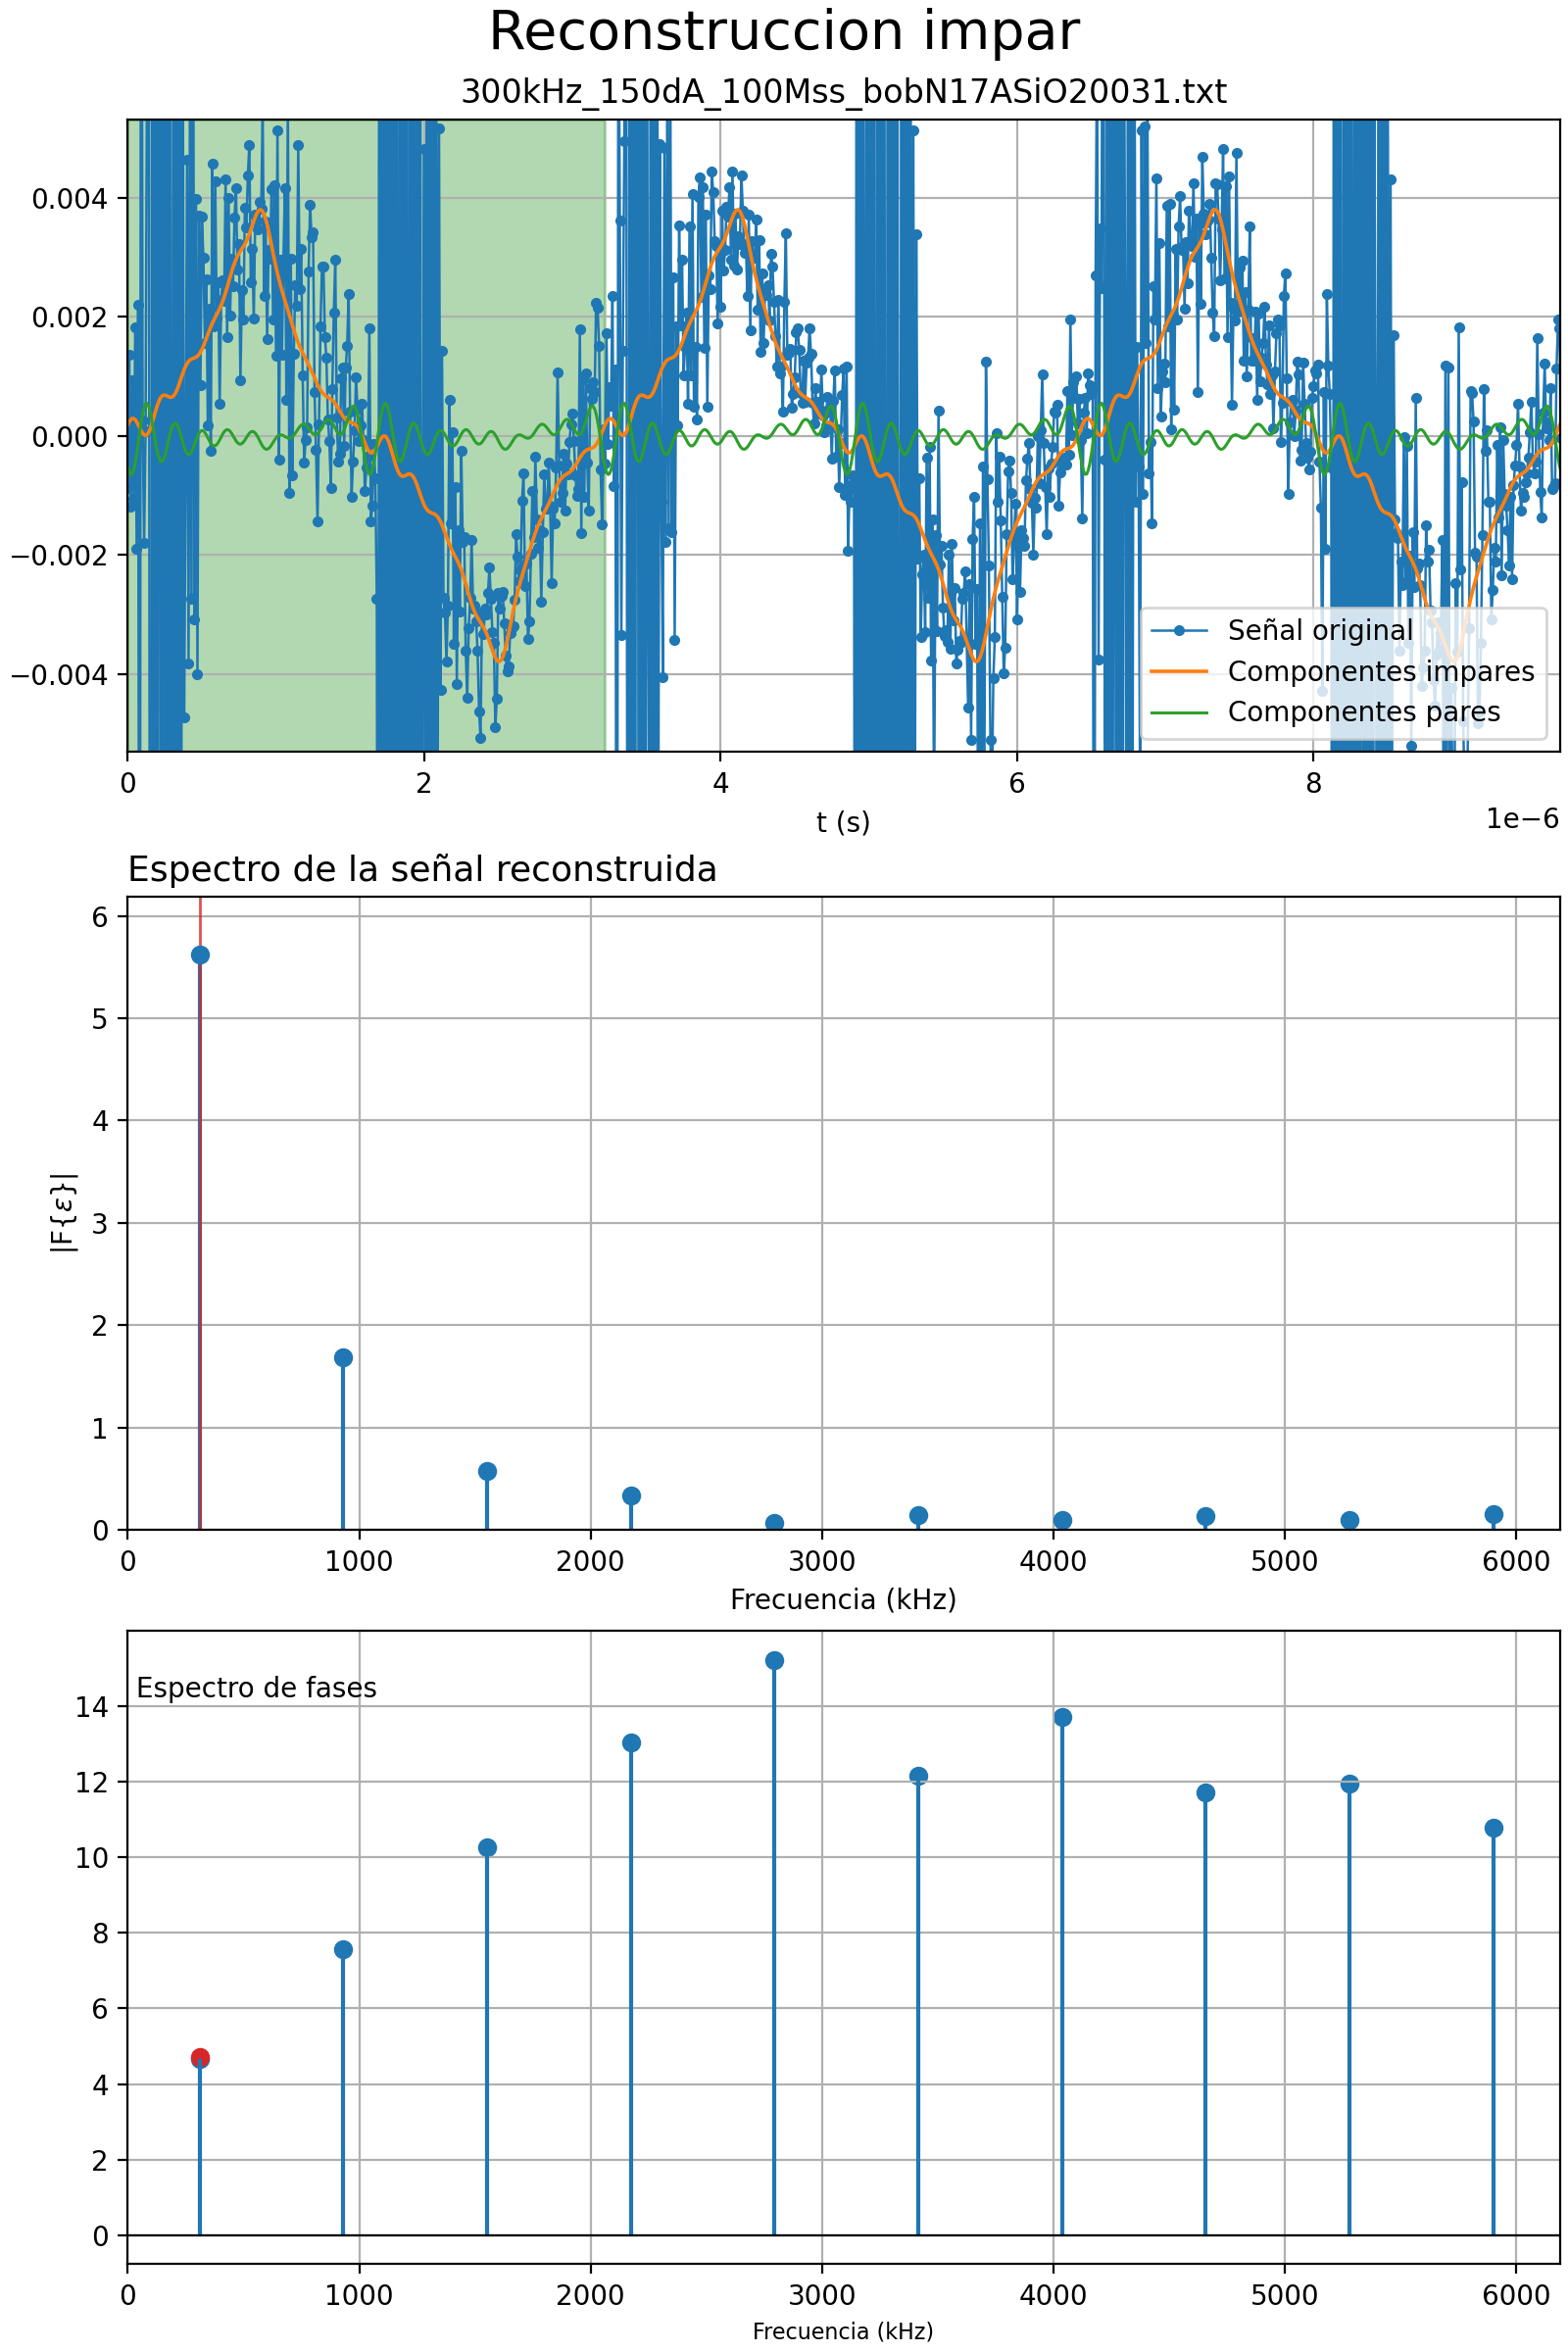 Reconstruccion impar
300kHz_150dA_100Mss_bobN17ASiO20031.txt
0.004
0.002
0.000
−0.002
−0.004
Señal original
Componentes impares
Componentes pares
0 2 4 6 8
t (s) 1e−6
Espectro de la señal reconstruida
6
5
4
3
2
1
0
|F{ε}|
0 1000 2000 3000 4000 5000 6000
Frecuencia (kHz)
Espectro de fases
14
12
10
8
6
4
2
0
0 1000 2000 3000 4000 5000 6000
Frecuencia (kHz)